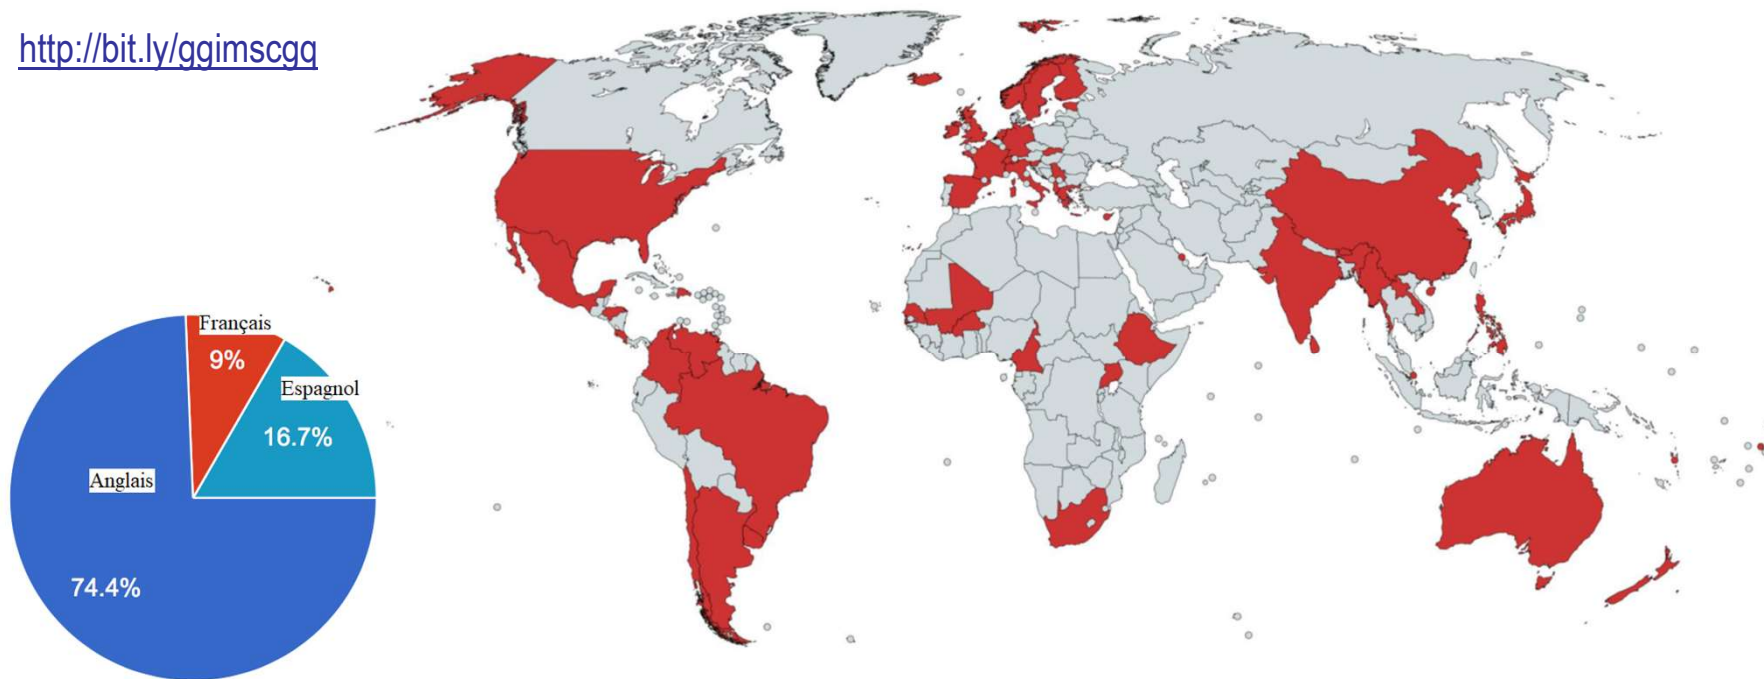 http://bit.ly/ggimscgq
Français
9%
Espagnol
16.7%
Anglais
74.4%